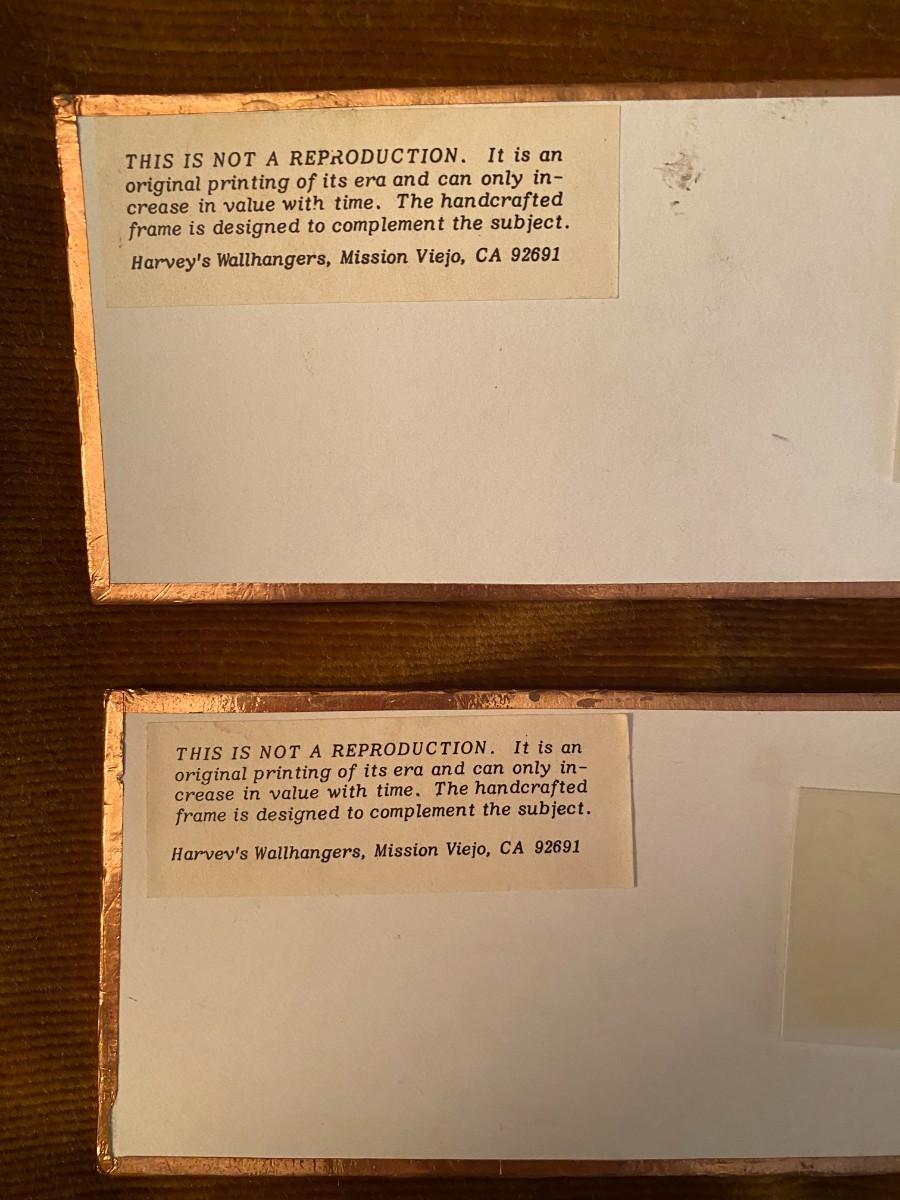 THIS IS NOT A REPRODUCTION. It is an
original printing of its era and can only in-
crease in value with time. The handcrafted
frame is designed to complement the subject.
Harvey's Wallhangers, Mission Viejo, CA 92691
THIS IS NOT A REPRODUCTION. It is an
original printing of its era and can only in-
crease in value with time. The handcrafted
frame is designed to complement the subject.
Harvey's Wallhangers, Mission Viejo, CA 92691